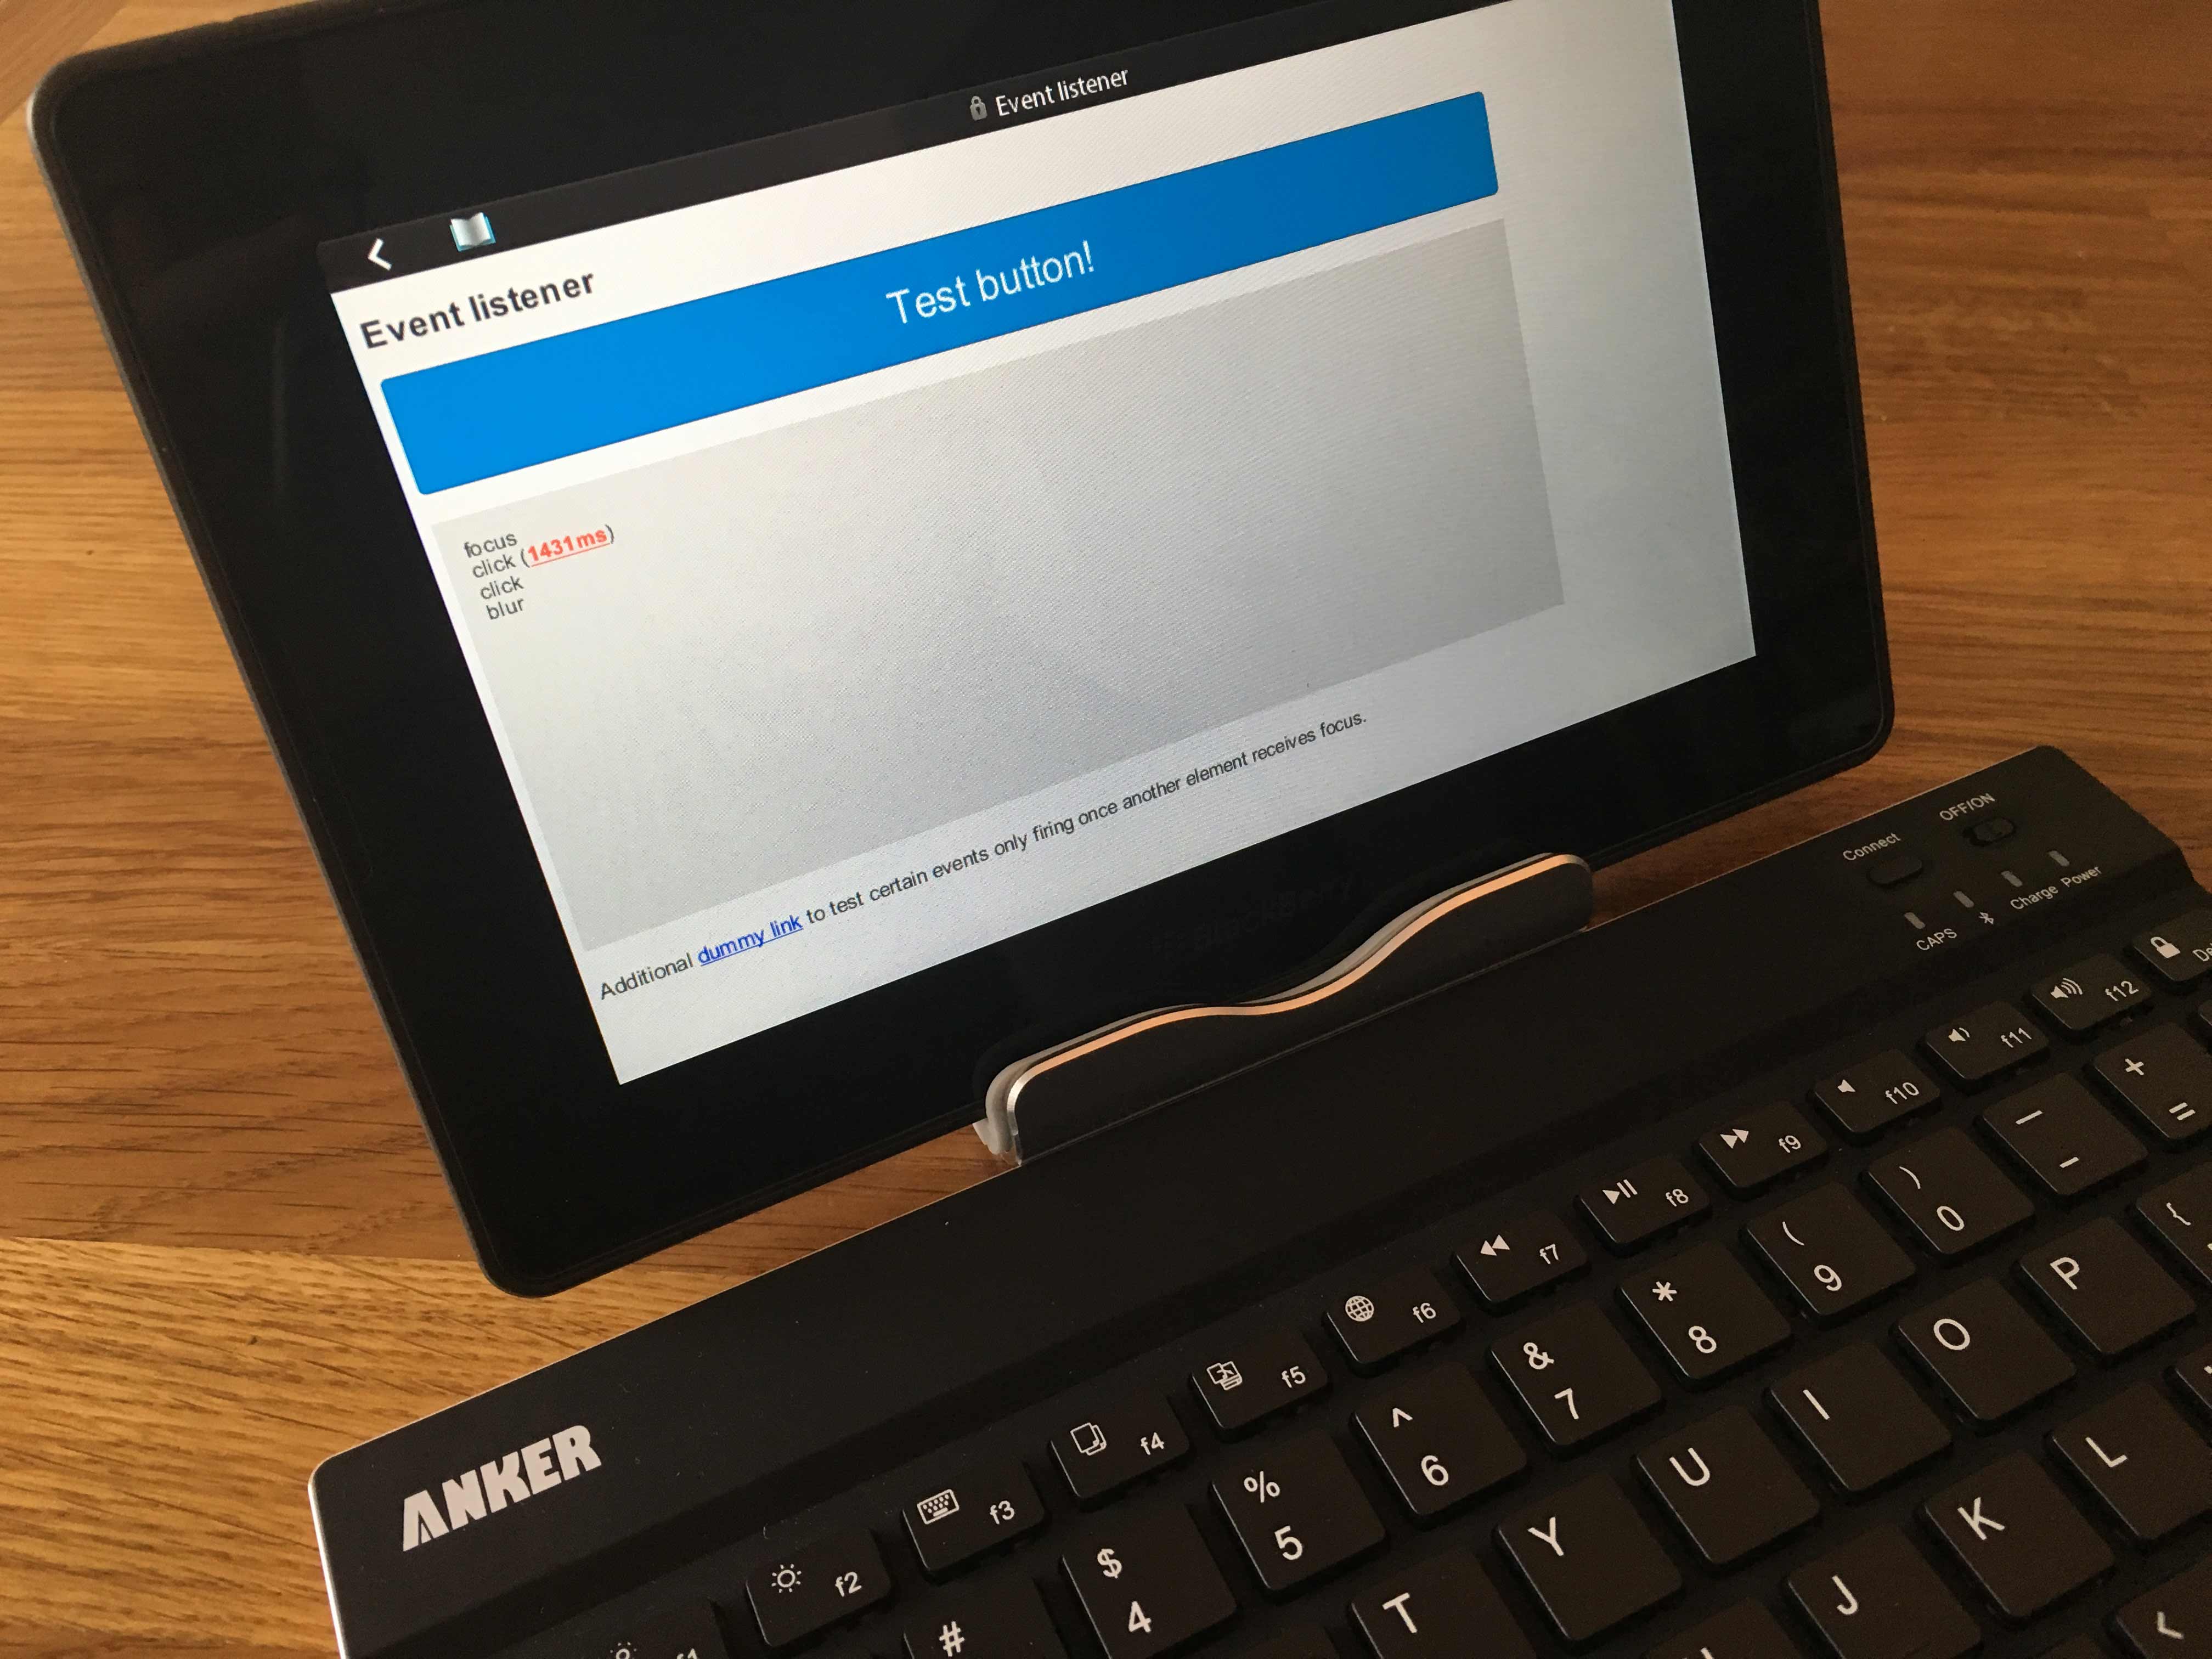 Event listener
Event listener
Test button!
focus
click (1431ms)
click
blur
Additional dummy link to test certain events only firing once another element receives focus.
OFF/ON
Connect
CAPS
Charge
Power
ANKER
f2
f3
f4
f5
f6
f7
f8
f9
f10
f11
f12
#
$ 4
% 5
^ 6
& 7
* 8
( 9
) 0
— -
+ =
T
Y
U
I
O
P
{
J
K
L
<